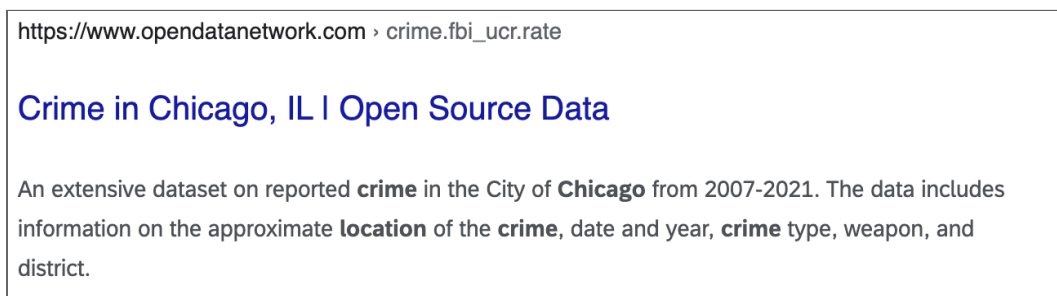 https://www.opendatanetwork.com › crime.fbi_ucr.rate
Crime in Chicago, IL | Open Source Data
An extensive dataset on reported crime in the City of Chicago from 2007-2021. The data includes
information on the approximate location of the crime, date and year, crime type, weapon, and
district.